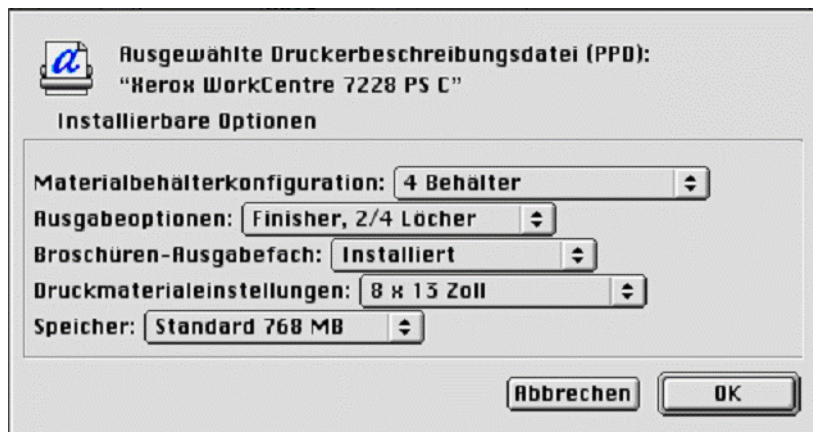 Ausgewählte Druckerbeschreibungsdatei (PPD):
“Xerox WorkCentre 7228 PS C”
Installierbare Optionen
Materialbehälterkonfiguration: 4 Behälter
Ausgabeoptionen: Finisher, 2/4 Löcher
Broschüren-Ausgabefach: Installiert
Druckmaterialeinstellungen: 8 x 13 Zoll
Speicher: Standard 768 MB
Abbrechen OK